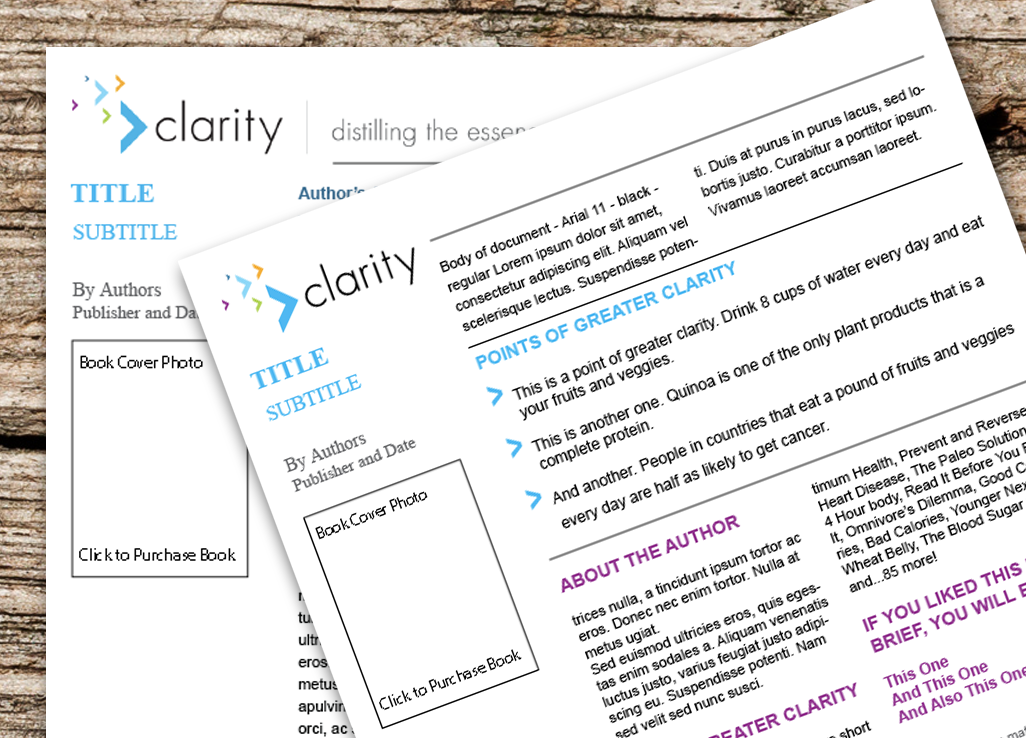 clarity
distilling the essen
TITLE
SUBTITLE
Author's
By Authors
Publisher and Da
Book Cover Photo
Click to Purchase Book
ultr
eros
metus
apulvin
orci, ac
clarity
TITLE
SUBTITLE
By Authors
Publisher and Date
Book Cover Photo
Click to Purchase Book
Body of document - Arial 11 - black -
regular Lorem ipsum dolor sit amet,
consectetur adipiscing elit. Aliquam vel
scelerisque lectus. Suspendisse poten-
ti. Duis at purus in purus lacus, sed lo-
bortis justo. Curabitur a porttitor ipsum.
Vivamus laoreet accumsan laoreet.
POINTS OF GREATER CLARITY
This is a point of greater clarity. Drink 8 cups of water every day and eat
your fruits and veggies.
This is another one. Quinoa is one of the only plant products that is a
complete protein.
And another. People in countries that eat a pound of fruits and veggies
every day are half as likely to get cancer.
ABOUT THE AUTHOR
trices nulla, a tincidunt ipsum tortor ac
eros. Donec nec enim tortor. Nulla at
metus ugiat.
Sed euismod ultricies eros, quis eges-
tas enim sodales a. Aliquam venenatis
luctus justo, varius feugiat justo adipi-
scing eu. Suspendisse potenti. Nam
sed velit sed nunc susci.
EATER CLARITY
short
timum Health, Prevent and Reverse
Heart Disease, The Paleo Solution
4 Hour body, Read It Before You
It, Omnivore's Dilemma, Good C
ries, Bad Calories, Younger Nex
Wheat Belly, The Blood Sugar
and...85 more!
IF YOU LIKED THIS
BRIEF, YOU WILL E
This One
And This One
And Also This One